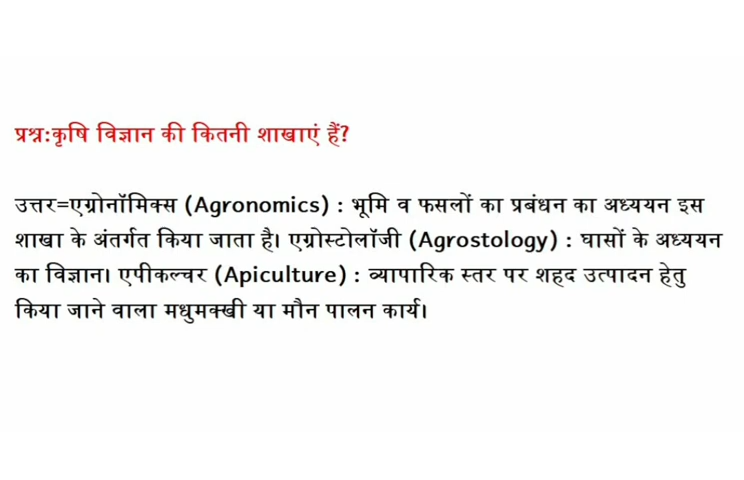 प्रश्न:कृषि विज्ञान की कितनी शाखाएं हैं?
उत्तर=एग्रोनॉमिक्स (Agronomics) : भूमि व फसलों का प्रबंधन का अध्ययन इस
शाखा के अंतर्गत किया जाता है। एग्रोस्टोलॉजी (Agrostology) : घासों के अध्ययन
का विज्ञान। एपीकल्चर (Apiculture) : व्यापारिक स्तर पर शहद उत्पादन हेतु
किया जाने वाला मधुमक्खी या मौन पालन कार्य।